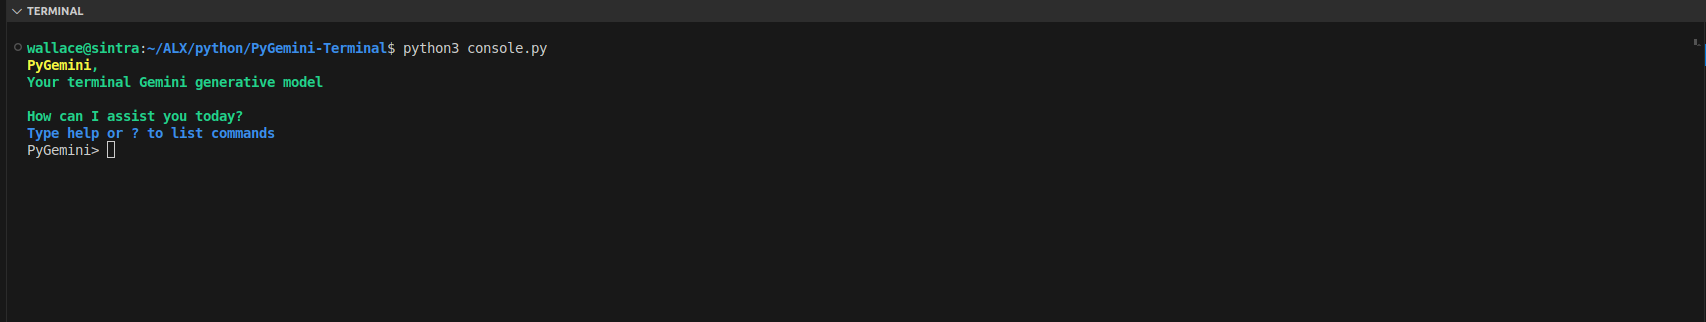 TERMINAL
wallace@sintra:~/ALX/python/PyGemini-Terminal$ python3 console.py
PyGemini,
Your terminal Gemini generative model
How can I assist you today?
Type help or ? to list commands
PyGemini>